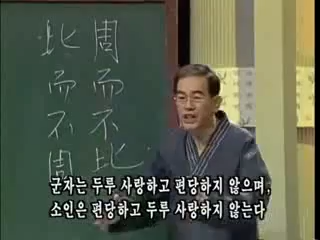 周而不比
比而不周
군자는 두루 사랑하고 편당하지 않으며,
소인은 편당하고 두루 사랑하지 않는다